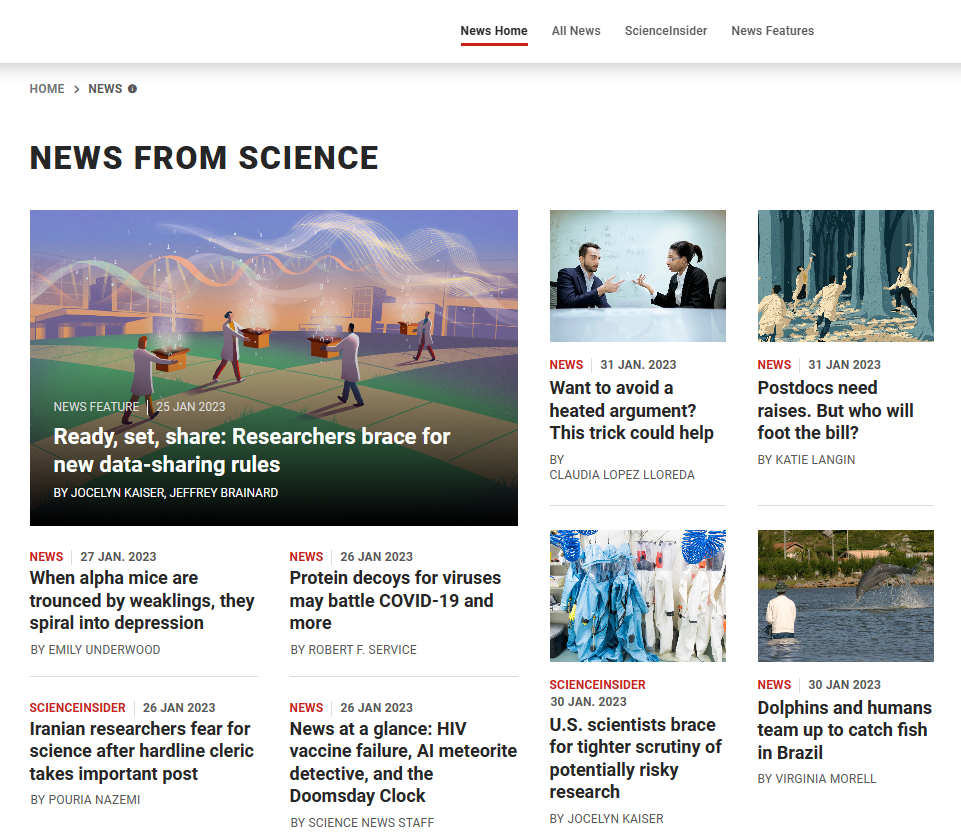 News Home
All News
ScienceInsider
News Features
HOME > NEWS
NEWS FROM SCIENCE
NEWS FEATURE | 25 JAN 2023
Ready, set, share: Researchers brace for
new data-sharing rules
BY JOCELYN KAISER, JEFFREY BRAINARD
NEWS | 27 JAN. 2023
When alpha mice are
trounced by weaklings, they
spiral into depression
BY EMILY UNDERWOOD
NEWS | 26 JAN 2023
Protein decoys for viruses
may battle COVID-19 and
more
BY ROBERT F. SERVICE
SCIENCEINSIDER | 26 JAN 2023
Iranian researchers fear for
science after hardline cleric
takes important post
BY POURIA NAZEMI
NEWS | 26 JAN 2023
News at a glance: HIV
vaccine failure, AI meteorite
detective, and the
Doomsday Clock
BY SCIENCE NEWS STAFF
NEWS | 31 JAN. 2023
Want to avoid a
heated argument?
This trick could help
BY
CLAUDIA LOPEZ LLOREDA
NEWS | 31 JAN 2023
Postdocs need
raises. But who will
foot the bill?
BY KATIE LANGIN
SCIENCEINSIDER
30 JAN. 2023
U.S. scientists brace
for tighter scrutiny of
potentially risky
research
BY JOCELYN KAISER
NEWS | 30 JAN 2023
Dolphins and humans
team up to catch fish
in Brazil
BY VIRGINIA MORELL